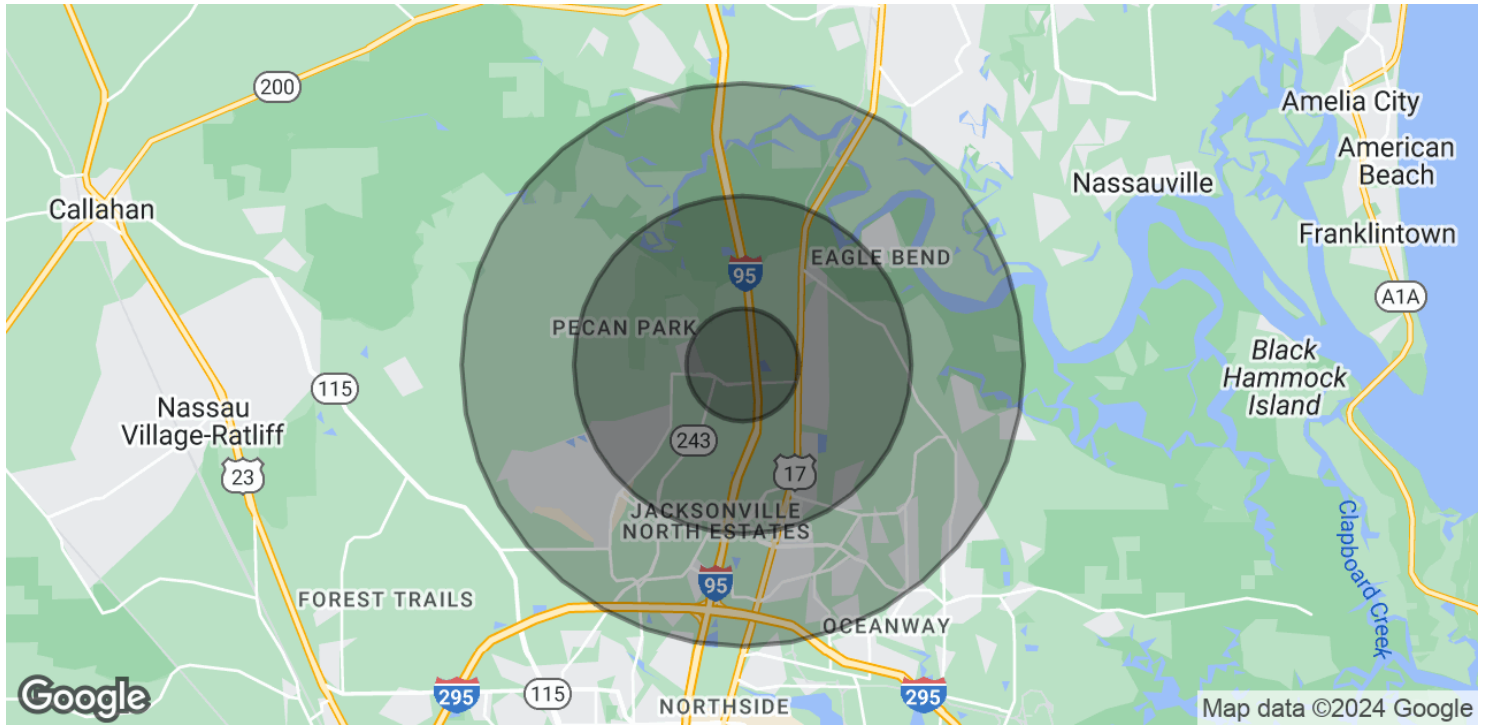 200
Amelia City
American
Beach
Nassauville
Callahan
Franklintown
EAGLE BEND
95
A1A
PECAN PARK
Black
Hammock
Island
115
Nassau
Village-Ratliff
243
23
17
JACKSONVILLE
NORTH ESTATES
Clapboard Creek
95
FOREST TRAILS
OCEANWAY
295
115
295
NORTHSIDE
Google
Map data ©2024 Google